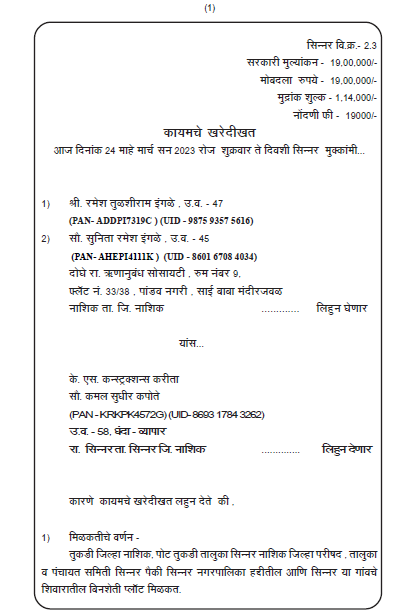 (1)
सिन्नर वि.क्र.- 2.3
सरकारी मुल्यांकन - 19,00,000/-
मोबदला रुपये - 19,00,000/-
मुद्रांक शुल्क - 1,14,000/-
नोंदणी फी - 19000/-
कायमचे खरेदीखत
आज दिनांक 24 माहे मार्च सन 2023 रोज शुक्रवार ते दिवशी सिन्नर मुक्कांमी...
1) श्री. रमेश तुळशीराम इंगळे , उ.व. - 47
(PAN- ADDPI7319C ) (UID - 9875 9357 5616)
2) सौ. सुनिता रमेश इंगळे , उ.व. - 45
(PAN- AHEPI4111K ) (UID - 8601 6708 4034)
दोघे रा. ऋणानुबंध सोसायटी , रुम नंबर 9,
फ्लॅट नं. 33/38 , पांडव नगरी , साई बाबा मंदीरजवळ
नाशिक ता. जि. नाशिक ............. लिहुन घेणार
यांस...
के. एस. कन्स्ट्रक्शन्स करीता
सौ. कमल सुधीर कपोते
(PAN - KRKPK4572G) (UID- 8693 1784 3262)
उ.व. - 58, धंदा - व्यापार
रा. सिन्नर ता. सिन्नर जि. नाशिक ............. लिहुन देणार
कारणे कायमचे खरेदीखत लहुन देते की ,
1) मिळकतीचे वर्णन -
तुकडी जिल्हा नाशिक, पोट तुकडी तालुका सिन्नर नाशिक जिल्हा परीषद , तालुका
व पंचायत समिती सिन्नर पैकी सिन्नर नगरपालिका हद्दीतील आणि सिन्नर या गांवचे
शिवारातील बिनशेती प्लॉट मिळकत.